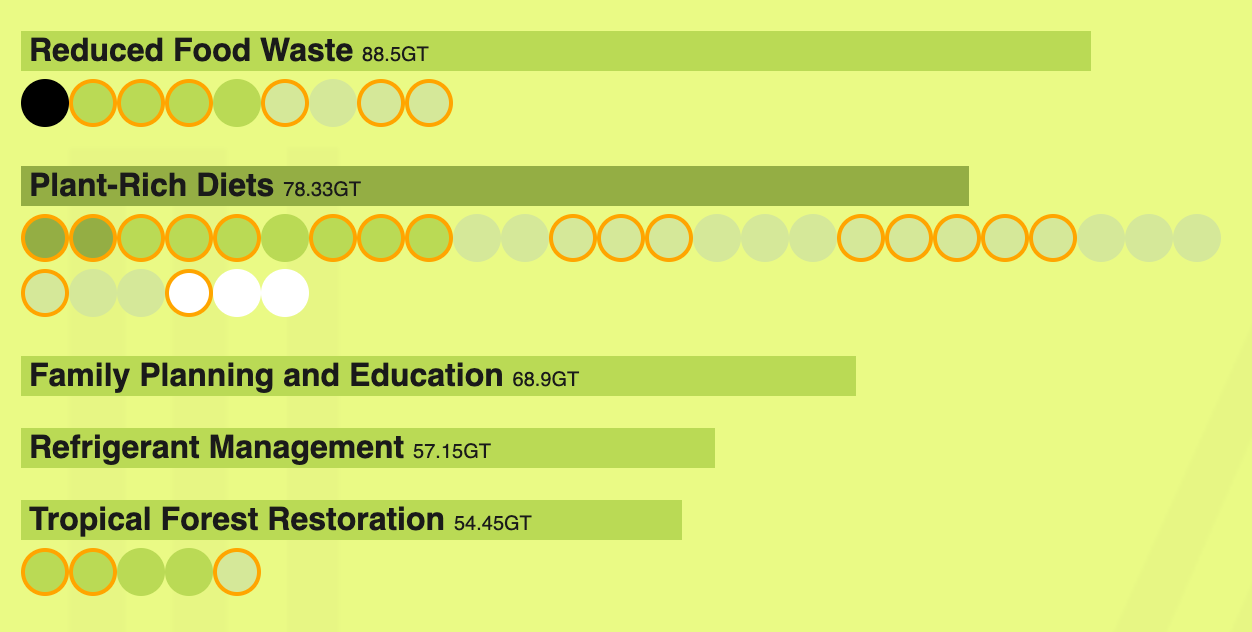 Reduced Food Waste 88.5GT
Plant-Rich Diets 78.33GT
Family Planning and Education 68.9GT
Refrigerant Management 57.15GT
Tropical Forest Restoration 54.45GT